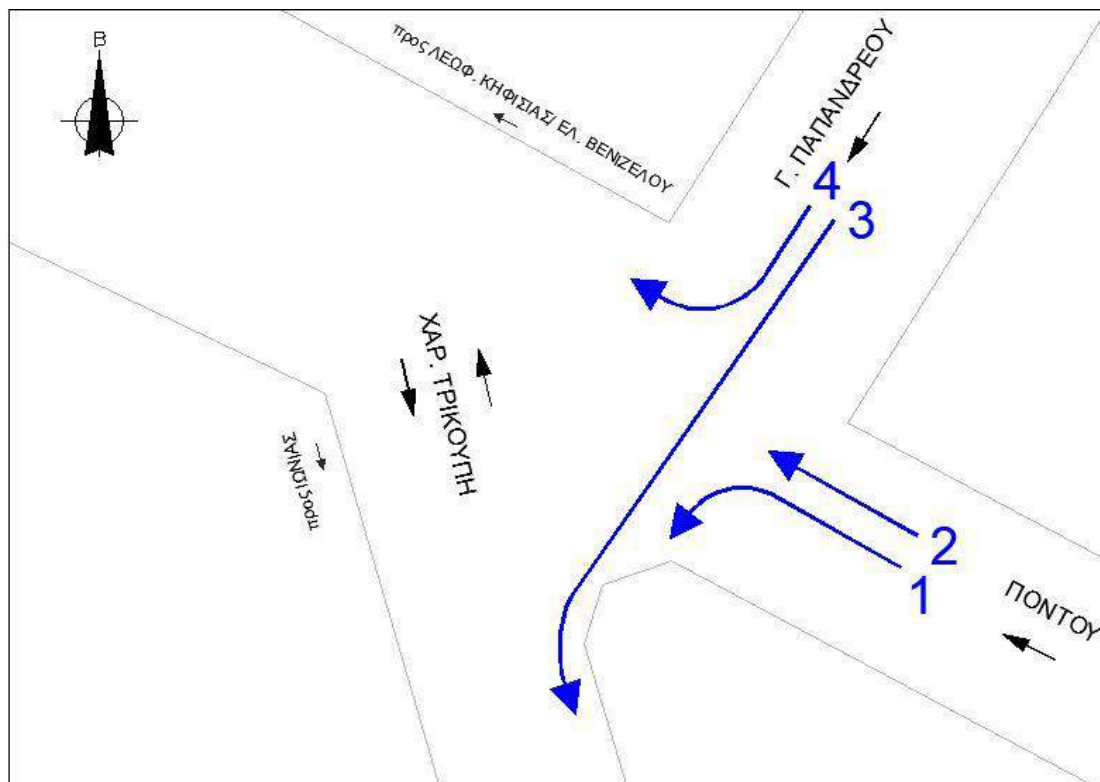 Β
προς ΛΕΩΦ. ΚΗΦΙΣΙΑΣ/ ΕΛ. ΒΕΝΙΖΕΛΟΥ
Γ. ΠΑΠΑΝΔΡΕΟΥ
4
3
ΧΑΡ. ΤΡΙΚΟΥΠΗ
προς ΙΩΝΙΑΣ
2
1
ΠΟΝΤΟΥ